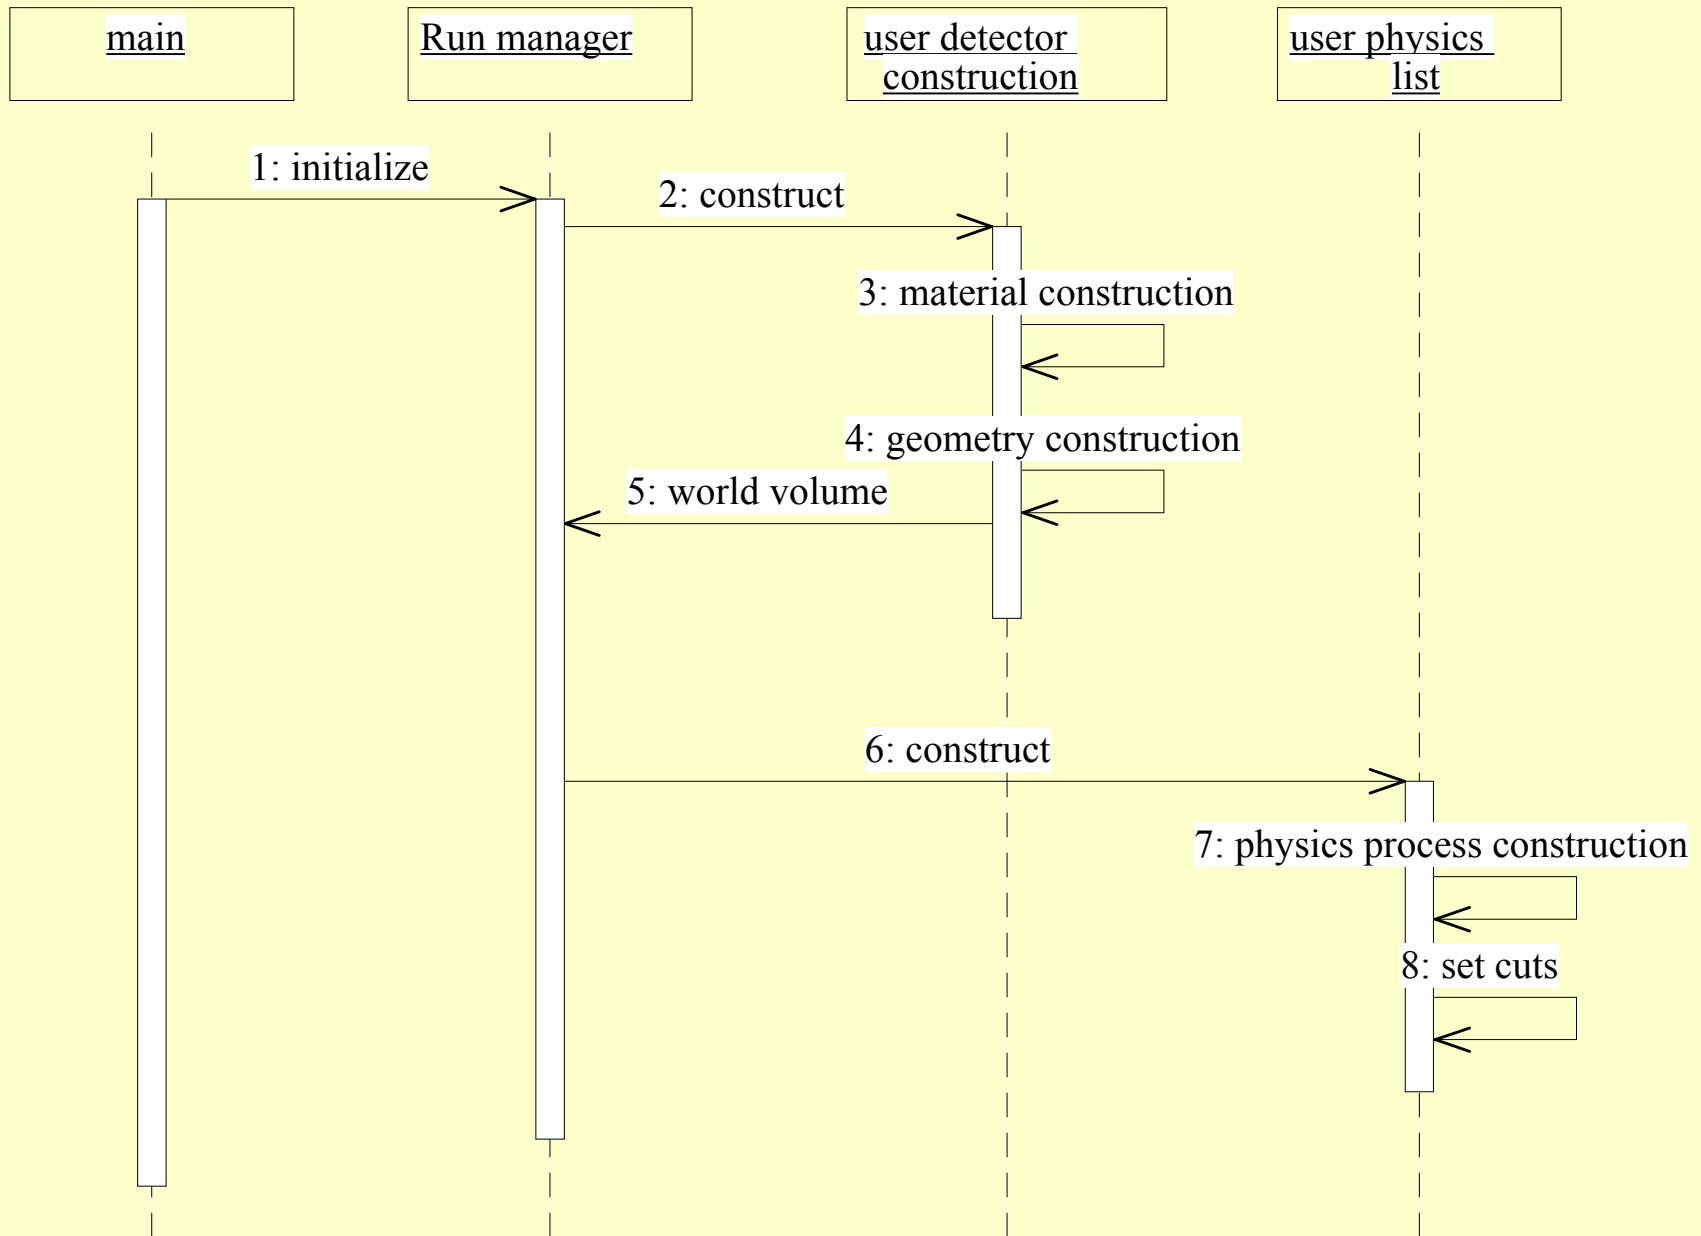 main
Run manager
user detector
construction
user physics
list
1: initialize
2: construct
3: material construction
4: geometry construction
5: world volume
6: construct
7: physics process construction
8: set cuts